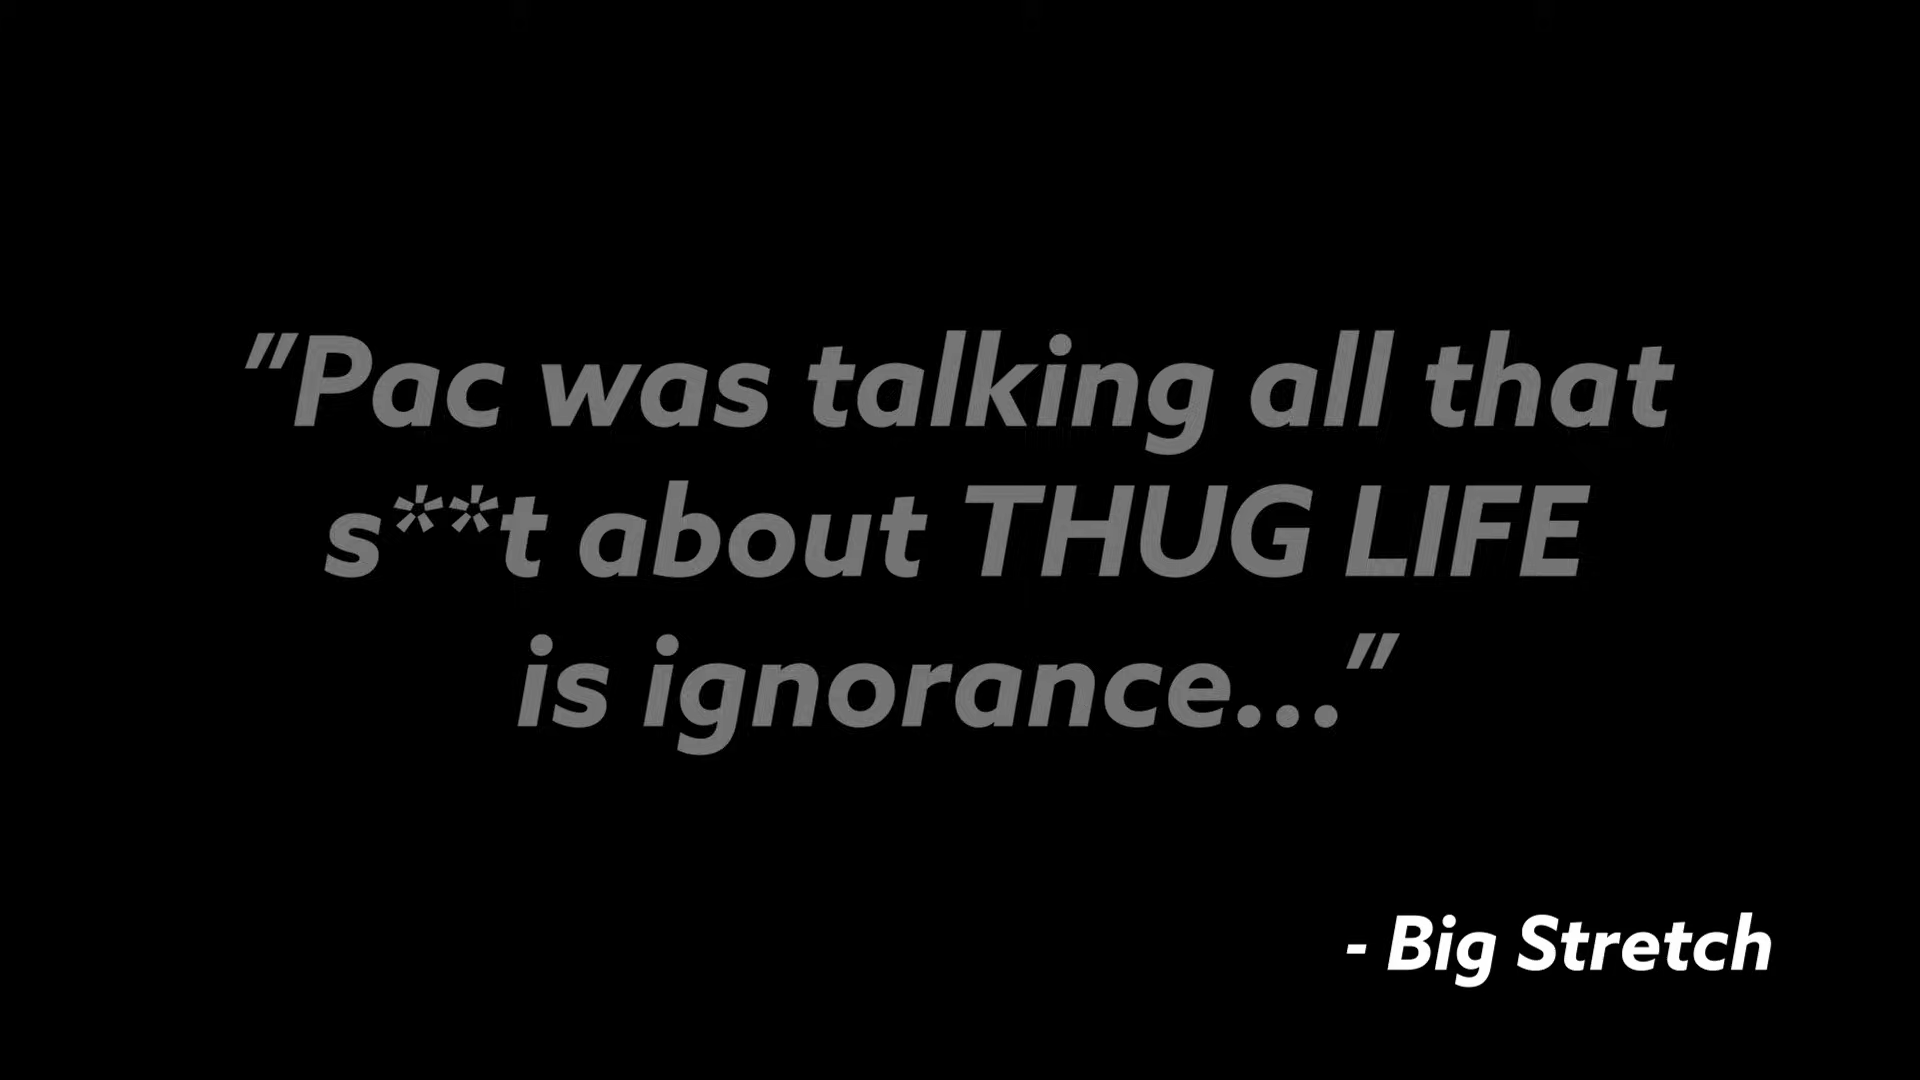 "Pac was talking all that
s**t about THUG LIFE
is ignorance..."
- Big Stretch